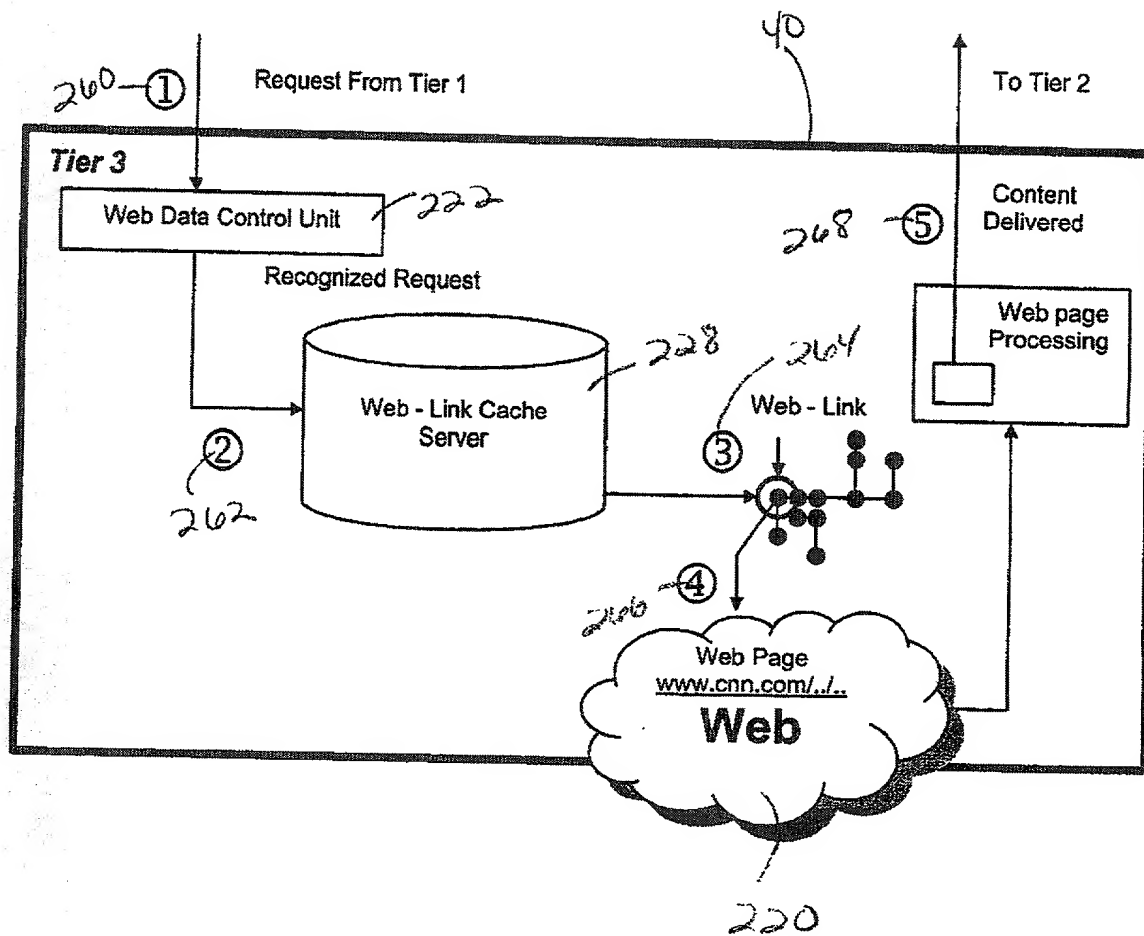 40
260
①
Request From Tier 1
To Tier 2
Tier 3
Web Data Control Unit
222
Content
Delivered
268
⑤
Recognized Request
Web page
Processing
228
264
Web - Link Cache
Server
Web - Link
②
③
262
④
266
Web Page
www.cnn.com/../..
Web
220